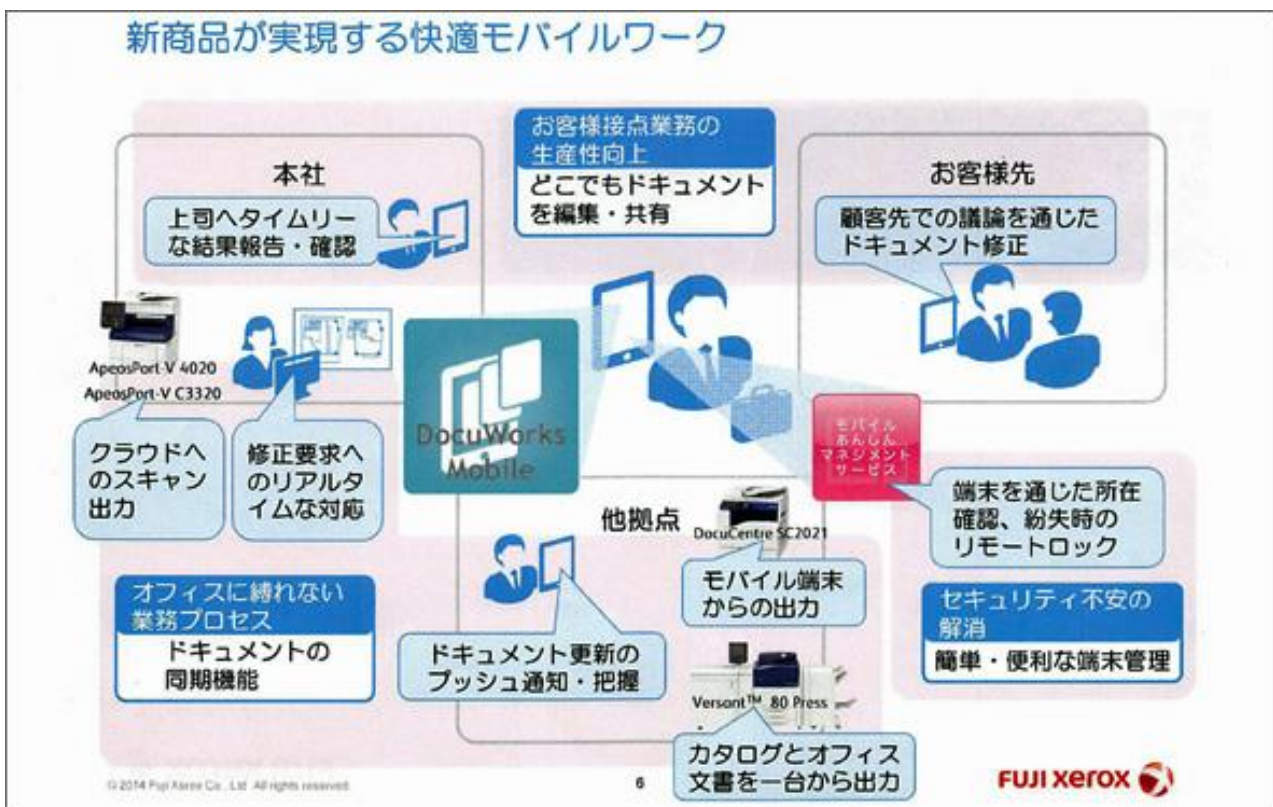 新商品が実現する快適モバイルワーク
お客様接点業務の
生産性向上
どこでもドキュメント
を編集・共有
本社
上司へタイムリー
な結果報告・確認
お客様先
顧客先での議論を通じた
ドキュメント修正
ApeosPort-V 4020
ApeosPort-V C3320
クラウドへ
のスキャン
出力
修正要求へ
のリアルタ
イムな対応
DocuWorks
Mobile
モバイル
あんしん
マネジメント
サービス
端末を通じた所在
確認、紛失時の
リモートロック
他拠点
DocuCentre SC2021
モバイル端末
からの出力
オフィスに縛れない
業務プロセス
ドキュメントの
同期機能
ドキュメント更新の
プッシュ通知・把握
セキュリティ不安の
解消
簡単・便利な端末管理
Versant™ 80 Press
カタログとオフィス
文書を一台から出力
© 2014 Fuji Xerox Co., Ltd. All rights reserved.
6
FUJI xerox